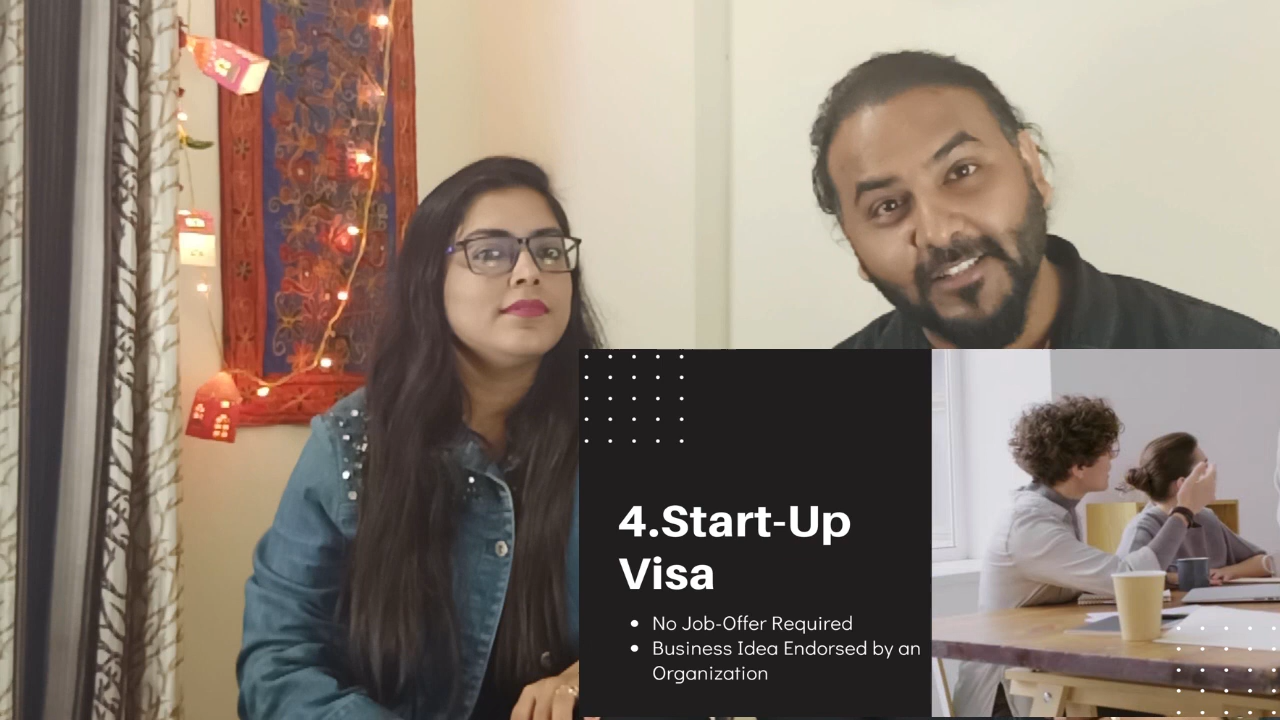 4.Start-Up
Visa
No Job-Offer Required
Business Idea Endorsed by an
Organization